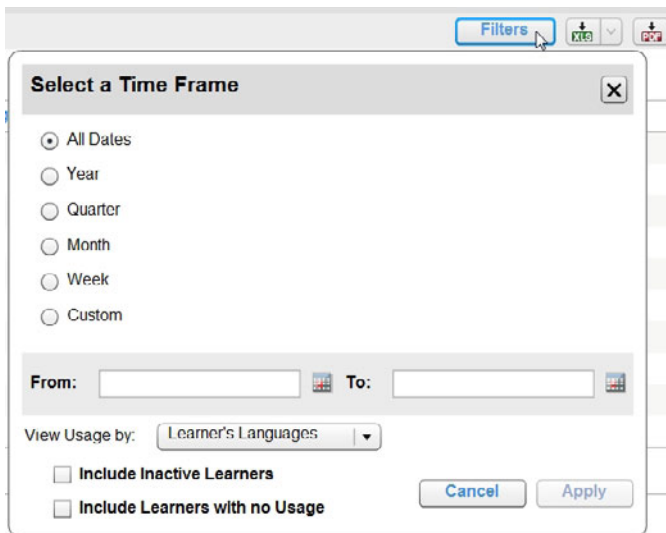 Filters XLS PDF
Select a Time Frame
All Dates
Year
Quarter
Month
Week
Custom
From: To:
View Usage by: Learner's Languages
Include Inactive Learners
Include Learners with no Usage
Cancel Apply